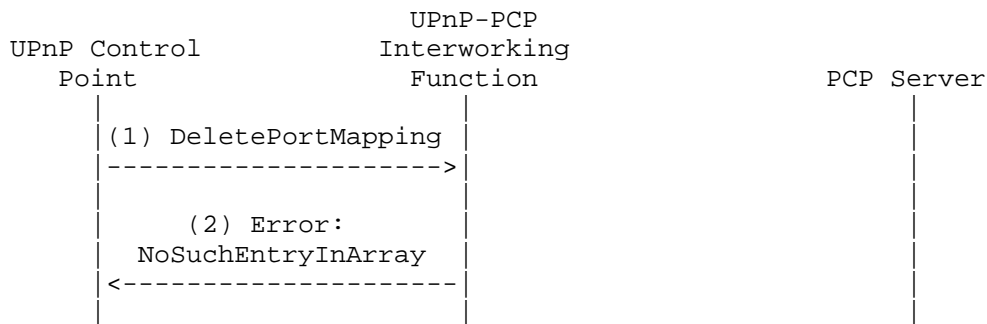 UPnP-PCP
UPnP Control Interworking
Point Function PCP Server
(1) DeletePortMapping
(2) Error:
NoSuchEntryInArray